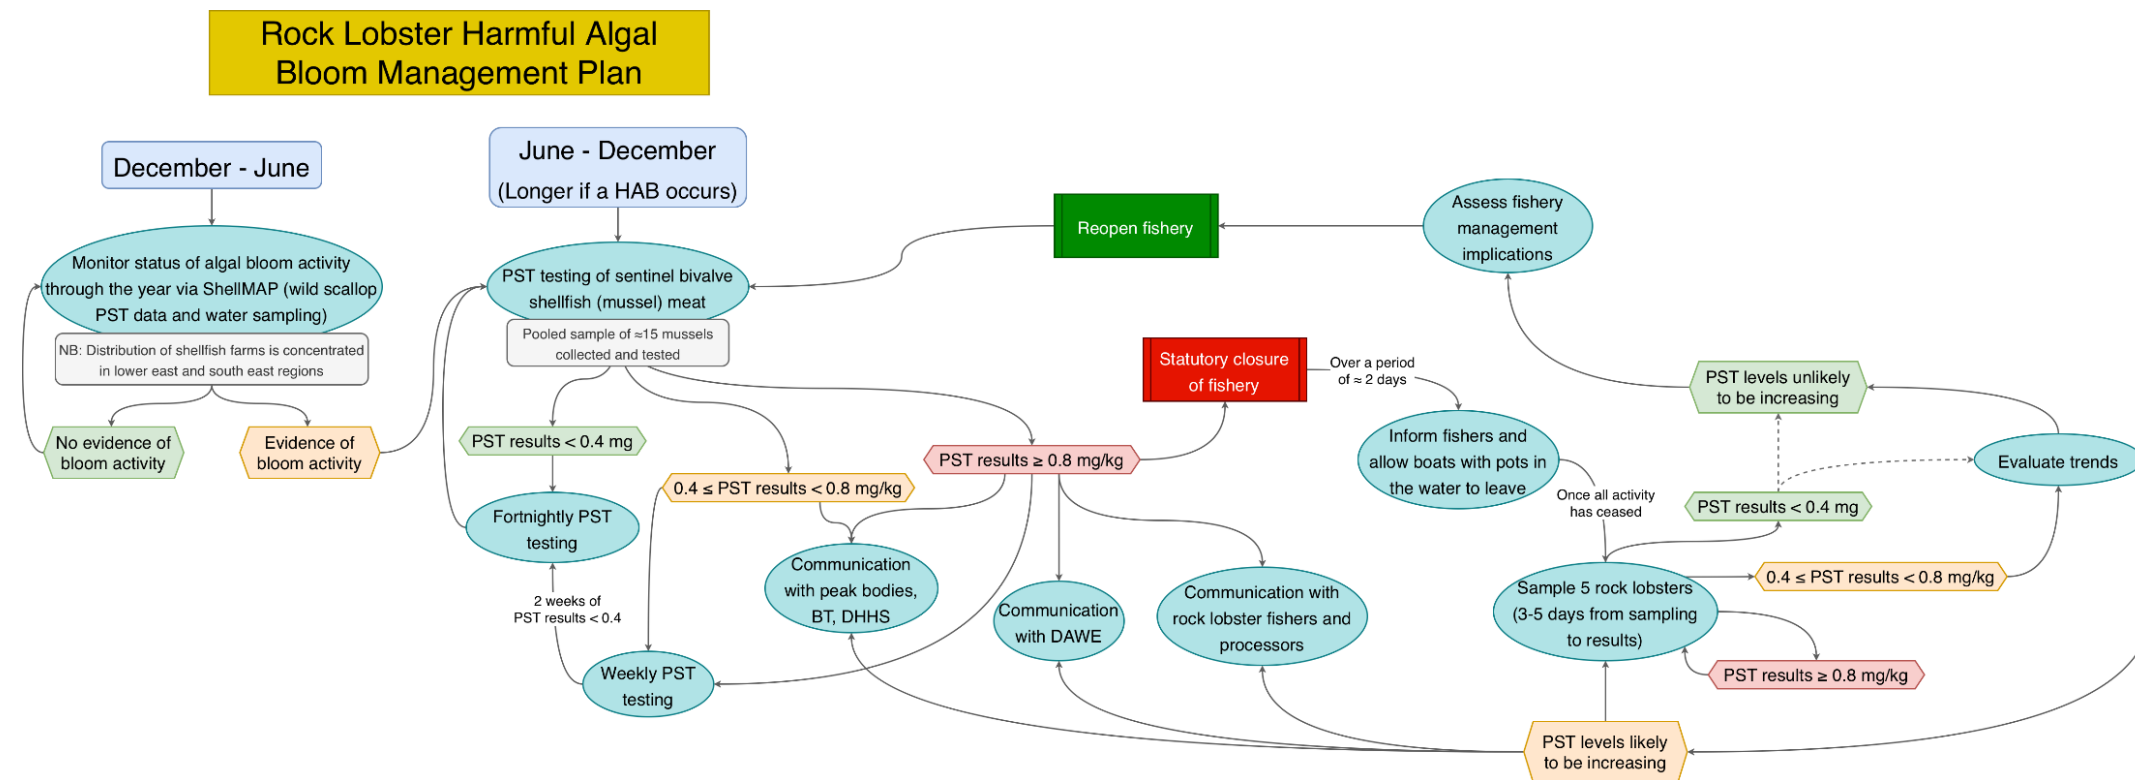 Rock Lobster Harmful Algal
Bloom Management Plan
December - June
Monitor status of algal bloom activity
through the year via ShellMAP (wild scallop
PST data and water sampling)
NB: Distribution of shellfish farms is concentrated
in lower east and south east regions
No evidence of
bloom activity
Evidence of
bloom activity
June - December
(Longer if a HAB occurs)
PST testing of sentinel bivalve
shellfish (mussel) meat
Pooled sample of ≈15 mussels
collected and tested
PST results < 0.4 mg
0.4 ≤ PST results < 0.8 mg/kg
PST results ≥ 0.8 mg/kg
Fortnightly PST
testing
2 weeks of
PST results < 0.4
Weekly PST
testing
Communication
with peak bodies,
BT, DHHS
Communication
with DAWE
Communication with
rock lobster fishers and
processors
Reopen fishery
Statutory closure
of fishery
Over a period
of ≈ 2 days
Inform fishers and
allow boats with pots in
the water to leave
Once all activity
has ceased
Sample 5 rock lobsters
(3-5 days from sampling
to results)
Assess fishery
management
implications
PST levels unlikely
to be increasing
Evaluate trends
PST results < 0.4 mg
0.4 ≤ PST results < 0.8 mg/kg
PST results ≥ 0.8 mg/kg
PST levels likely
to be increasing